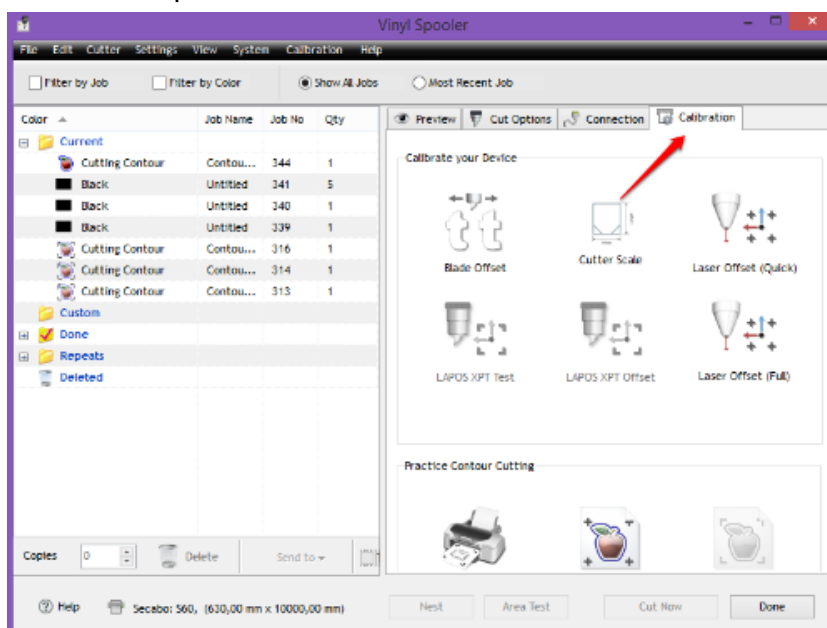 Vinyl Spooler
File Edit Cutter Settings View System Calibration Help
Filter by Job Filter by Color Show All Jobs Most Recent Job
Color Job Name Job No Qty
Current
Cutting Contour Contou... 344 1
Black Untitled 341 5
Black Untitled 340 1
Black Untitled 339 1
Cutting Contour Contou... 316 1
Cutting Contour Contou... 314 1
Cutting Contour Contou... 313 1
Custom
Done
Repeats
Deleted
Copies 0 Delete Send to
Preview Cut Options Connection Calibration
Calibrate your Device
Blade Offset Cutter Scale Laser Offset (Quick)
LAPOS XPT Test LAPOS XPT Offset Laser Offset (Full)
Practice Contour Cutting
Help Secabo: S60, (630,00 mm x 10000,00 mm) Nest Area Test Cut Now Done